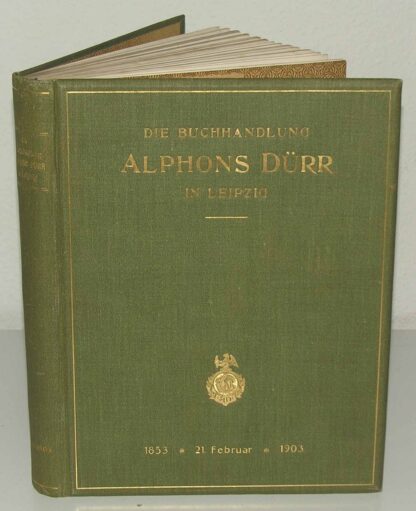 DIE BUCHHANDLUNG
ALPHONS DÜRR
IN LEIPZIG
1853 * 21. Februar * 1903